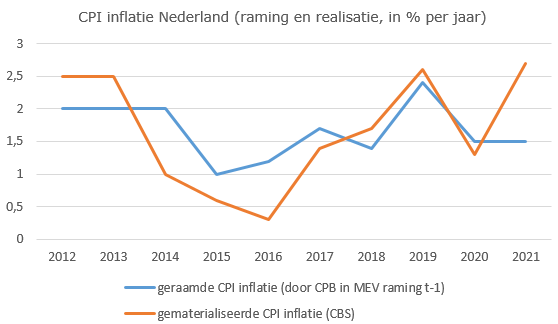 CPI inflatie Nederland (raming en realisatie, in % per jaar)
3
2,5
2
1,5
1
0,5
0
2012 2013 2014 2015 2016 2017 2018 2019 2020 2021
geraamde CPI inflatie (door CPB in MEV raming t-1)
gematerialiseerde CPI inflatie (CBS)